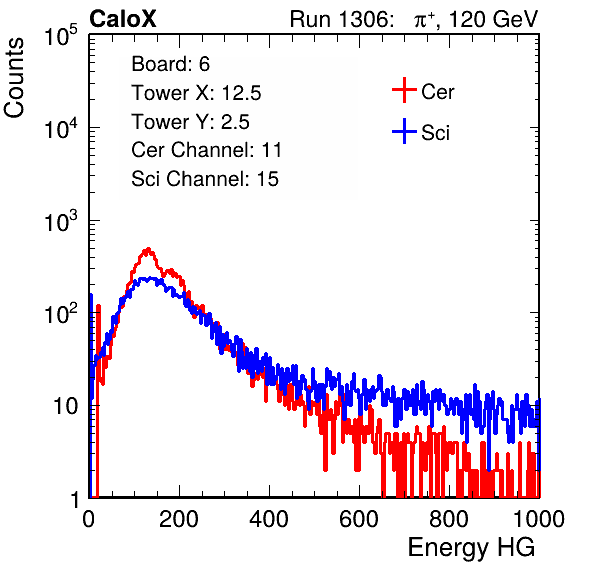 CaloX
Run 1306: π⁺, 120 GeV
Counts
10⁵
10⁴
10³
10²
10
1
Board: 6
Tower X: 12.5
Tower Y: 2.5
Cer Channel: 11
Sci Channel: 15
Cer
Sci
0 200 400 600 800 1000
Energy HG